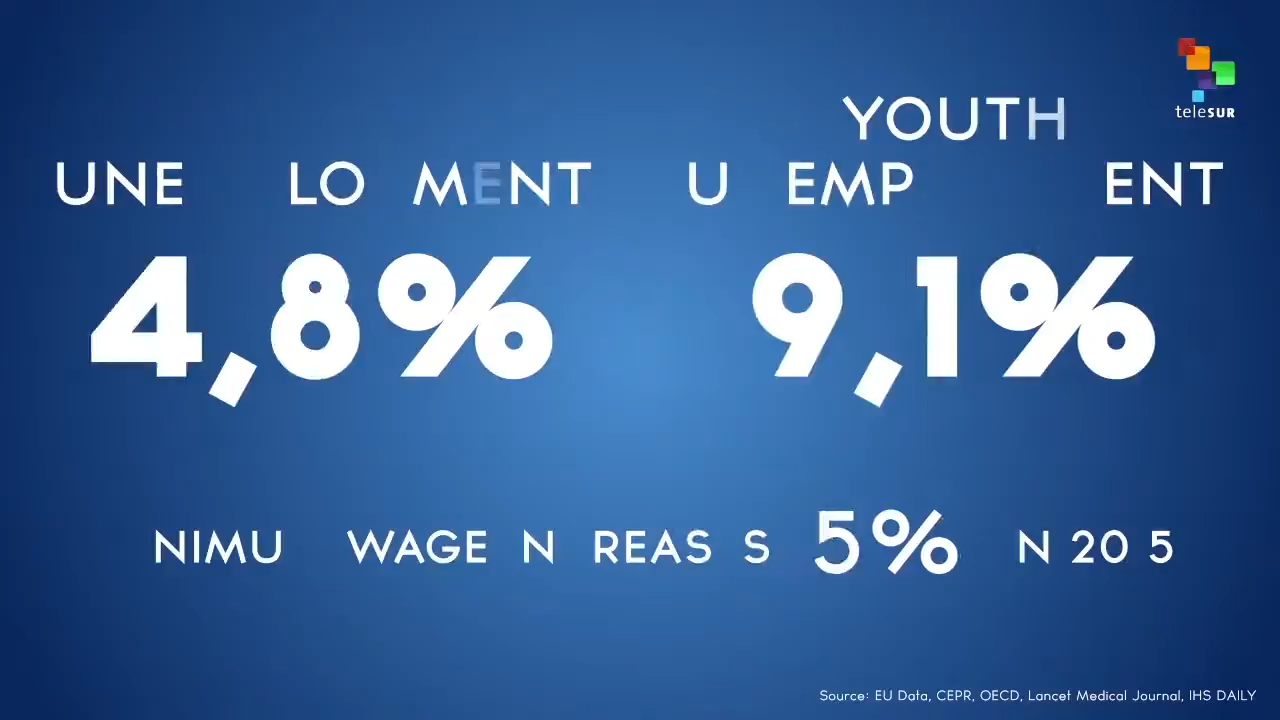 YOUTH
UNE LO MENT U EMP ENT
4,8% 9,1%
NIMU WAGE N REAS S 5% N 20 5
teleSUR
Source: EU Data, CEPR, OECD, Lancet Medical Journal, IHS DAILY